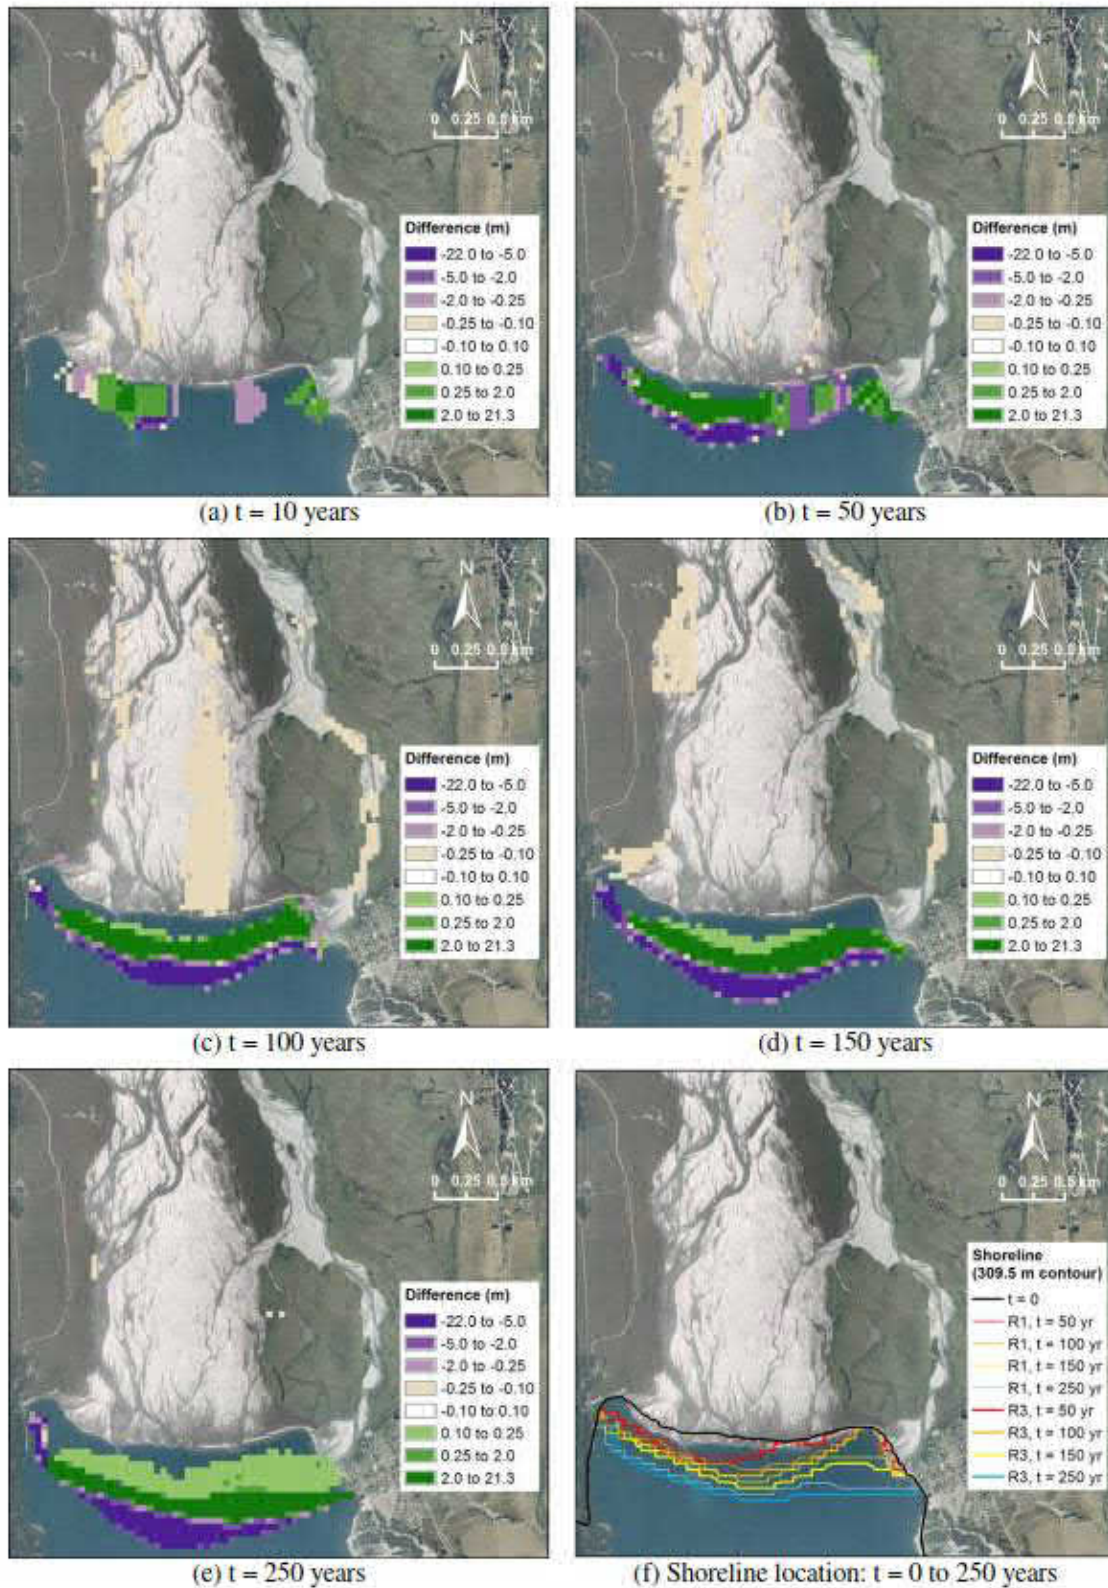 N
0 0.25 0.5 km
Difference (m)
-22.0 to -5.0
-5.0 to -2.0
-2.0 to -0.25
-0.25 to -0.10
-0.10 to 0.10
0.10 to 0.25
0.25 to 2.0
2.0 to 21.3
(a) t = 10 years
N
0 0.25 0.5 km
Difference (m)
-22.0 to -5.0
-5.0 to -2.0
-2.0 to -0.25
-0.25 to -0.10
-0.10 to 0.10
0.10 to 0.25
0.25 to 2.0
2.0 to 21.3
(b) t = 50 years
N
0 0.25 0.5 km
Difference (m)
-22.0 to -5.0
-5.0 to -2.0
-2.0 to -0.25
-0.25 to -0.10
-0.10 to 0.10
0.10 to 0.25
0.25 to 2.0
2.0 to 21.3
(c) t = 100 years
N
0 0.25 0.5 km
Difference (m)
-22.0 to -5.0
-5.0 to -2.0
-2.0 to -0.25
-0.25 to -0.10
-0.10 to 0.10
0.10 to 0.25
0.25 to 2.0
2.0 to 21.3
(d) t = 150 years
N
0 0.25 0.5 km
Difference (m)
-22.0 to -5.0
-5.0 to -2.0
-2.0 to -0.25
-0.25 to -0.10
-0.10 to 0.10
0.10 to 0.25
0.25 to 2.0
2.0 to 21.3
(e) t = 250 years
N
0 0.25 0.5 km
Shoreline
(309.5 m contour)
t = 0
R1, t = 50 yr
R1, t = 100 yr
R1, t = 150 yr
R1, t = 250 yr
R3, t = 50 yr
R3, t = 100 yr
R3, t = 150 yr
R3, t = 250 yr
(f) Shoreline location: t = 0 to 250 years